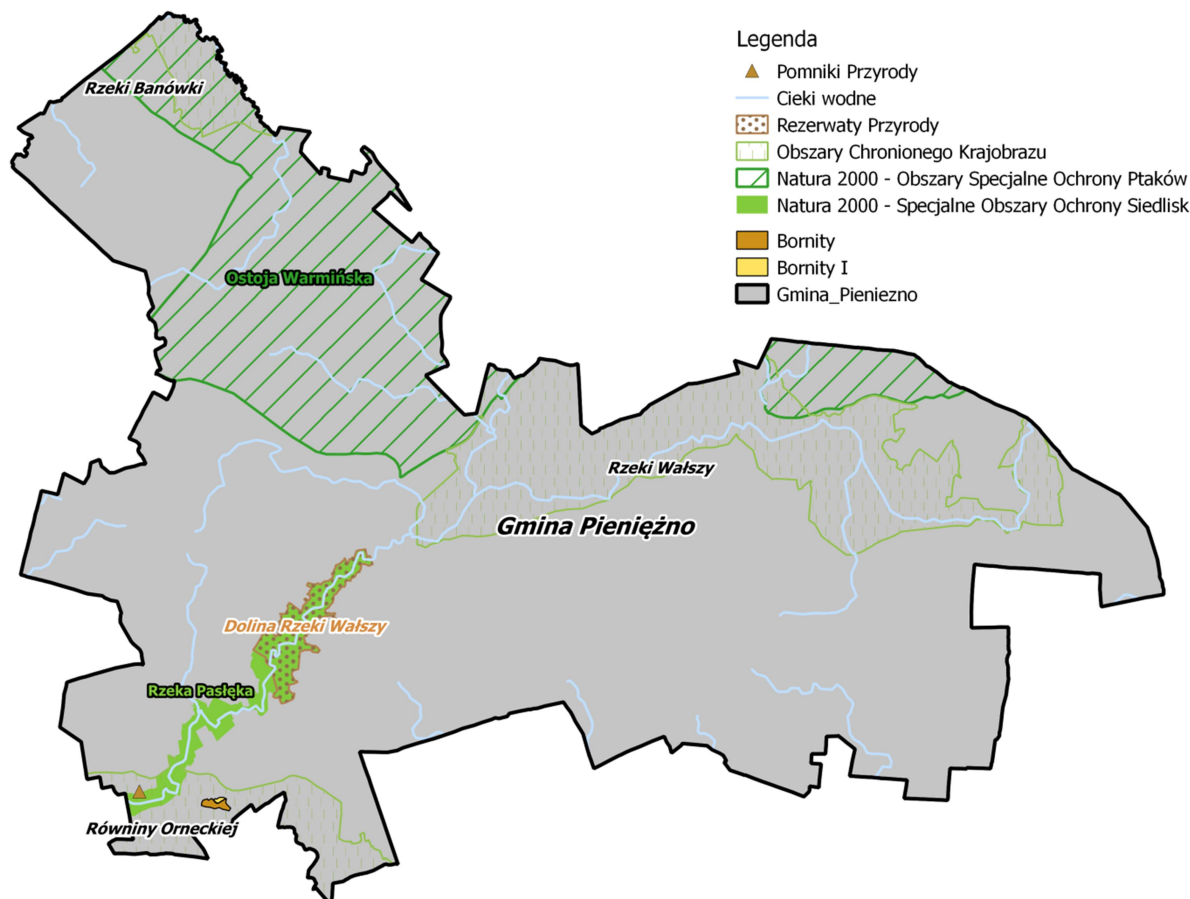 Legenda
Pomniki Przyrody
Cieki wodne
Rezerwaty Przyrody
Obszary Chronionego Krajobrazu
Natura 2000 - Obszary Specjalne Ochrony Ptaków
Natura 2000 - Specjalne Obszary Ochrony Siedlisk
Bornity
Bornity I
Gmina_Pieniezno
Rzeki Banówki
Ostoja Warmińska
Rzeki Wałszy
Gmina Pieniężno
Dolina Rzeki Wałszy
Rzeka Pasłęka
Równiny Orneckiej